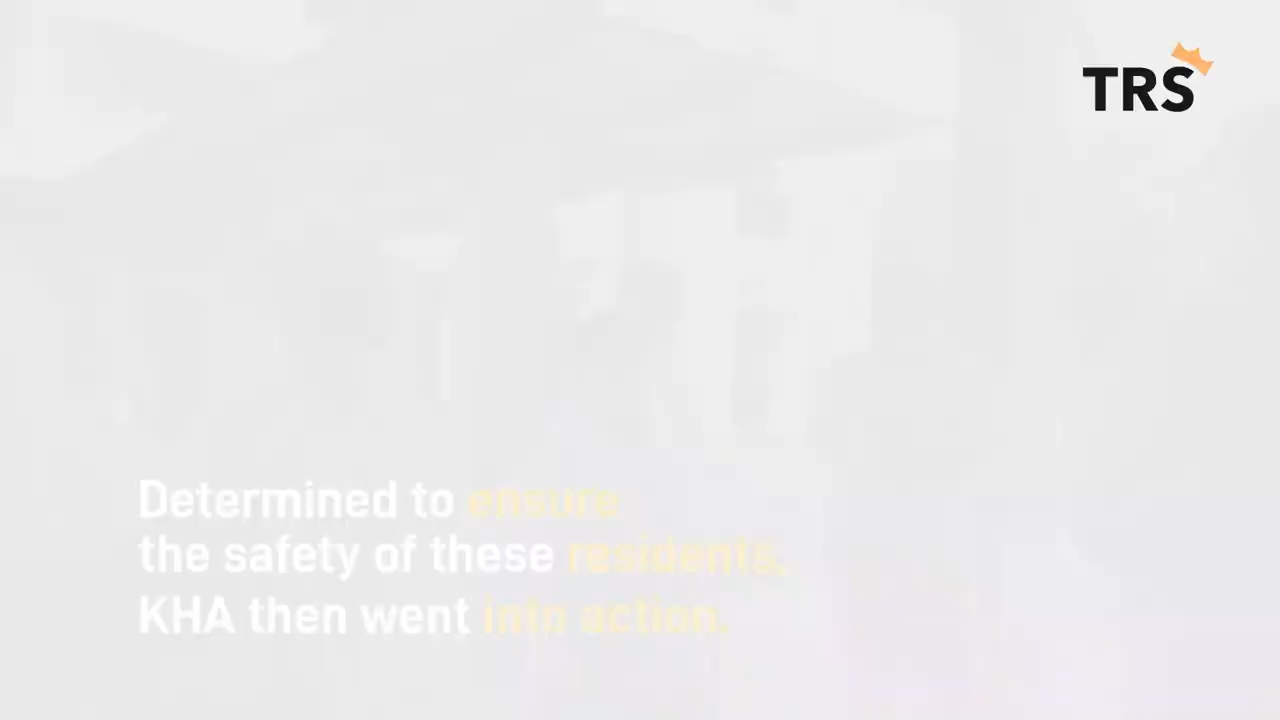 TRS
Determined to ensure
the safety of these residents,
KHA then went into action.